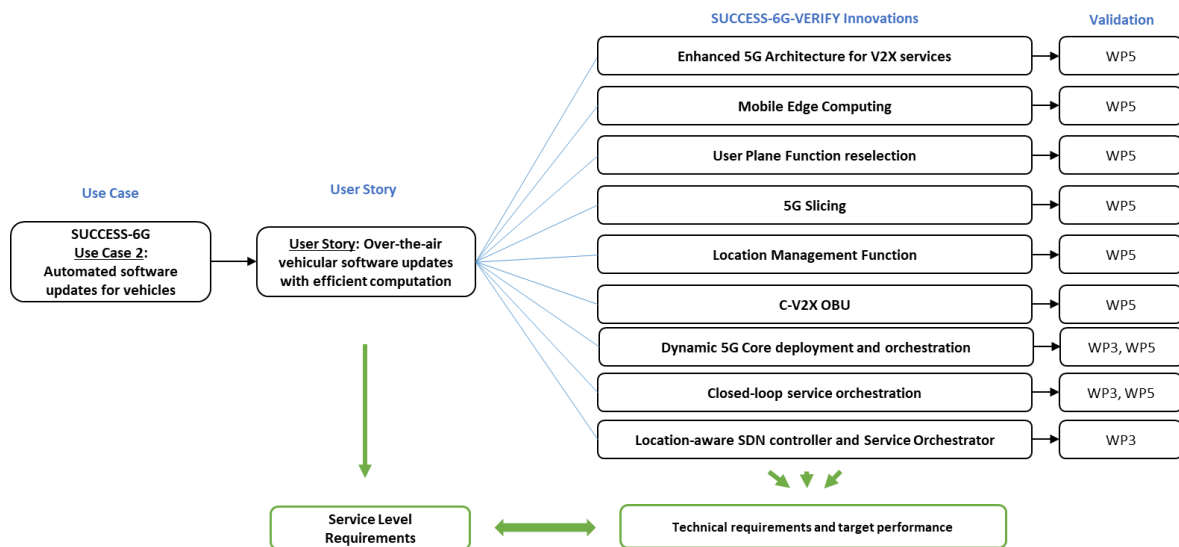 SUCCESS-6G-VERIFY Innovations
Validation
Enhanced 5G Architecture for V2X services
WP5
Mobile Edge Computing
WP5
User Plane Function reselection
WP5
Use Case
User Story
5G Slicing
WP5
SUCCESS-6G
Use Case 2:
Automated software
updates for vehicles
User Story: Over-the-air
vehicular software updates
with efficient computation
Location Management Function
WP5
C-V2X OBU
WP5
Dynamic 5G Core deployment and orchestration
WP3, WP5
Closed-loop service orchestration
WP3, WP5
Location-aware SDN controller and Service Orchestrator
WP3
Service Level
Requirements
Technical requirements and target performance